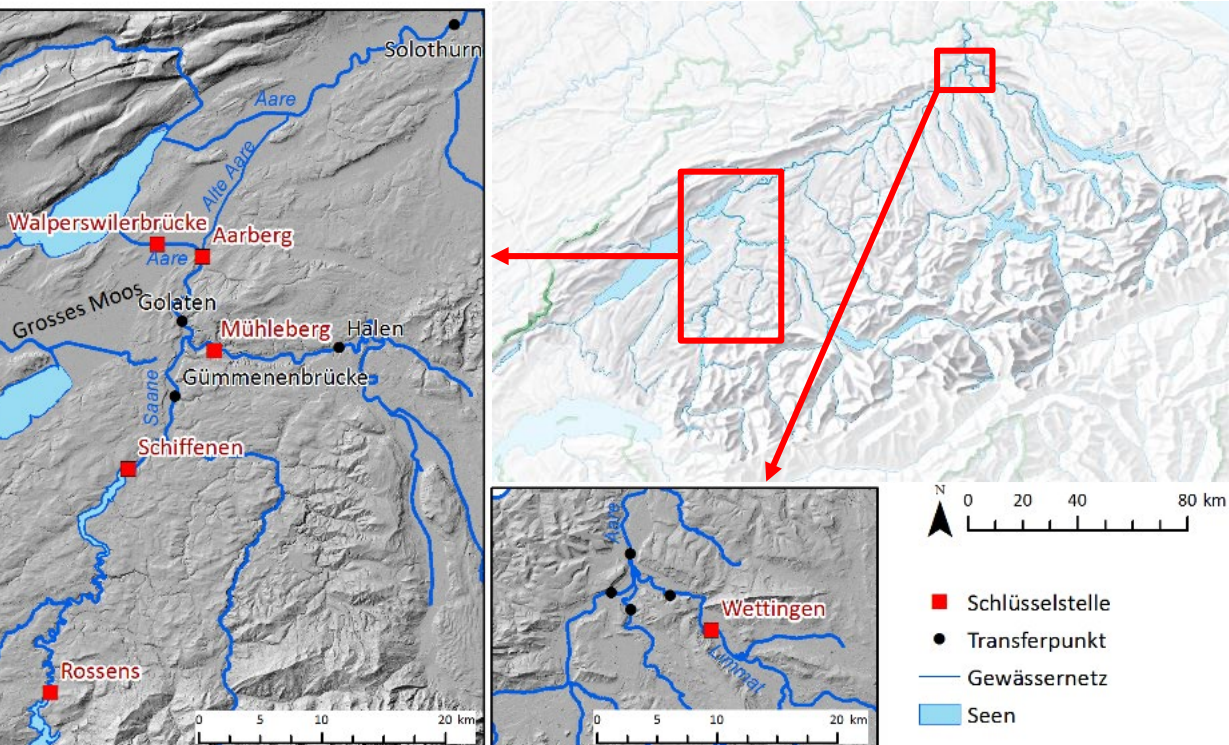 Solothurn
Aare
Alte Aare
Walperswilerbrücke
Aarberg
Aare
Golaten
Grosses Moos
Mühleberg
Halen
Gümmenenbrücke
Saane
Schiffenen
Rossens
0 5 10 20 km
Aare
Wettingen
Limmat
0 5 10 20 km
N
0 20 40 80 km
Schlüsselstelle
Transferpunkt
Gewässernetz
Seen